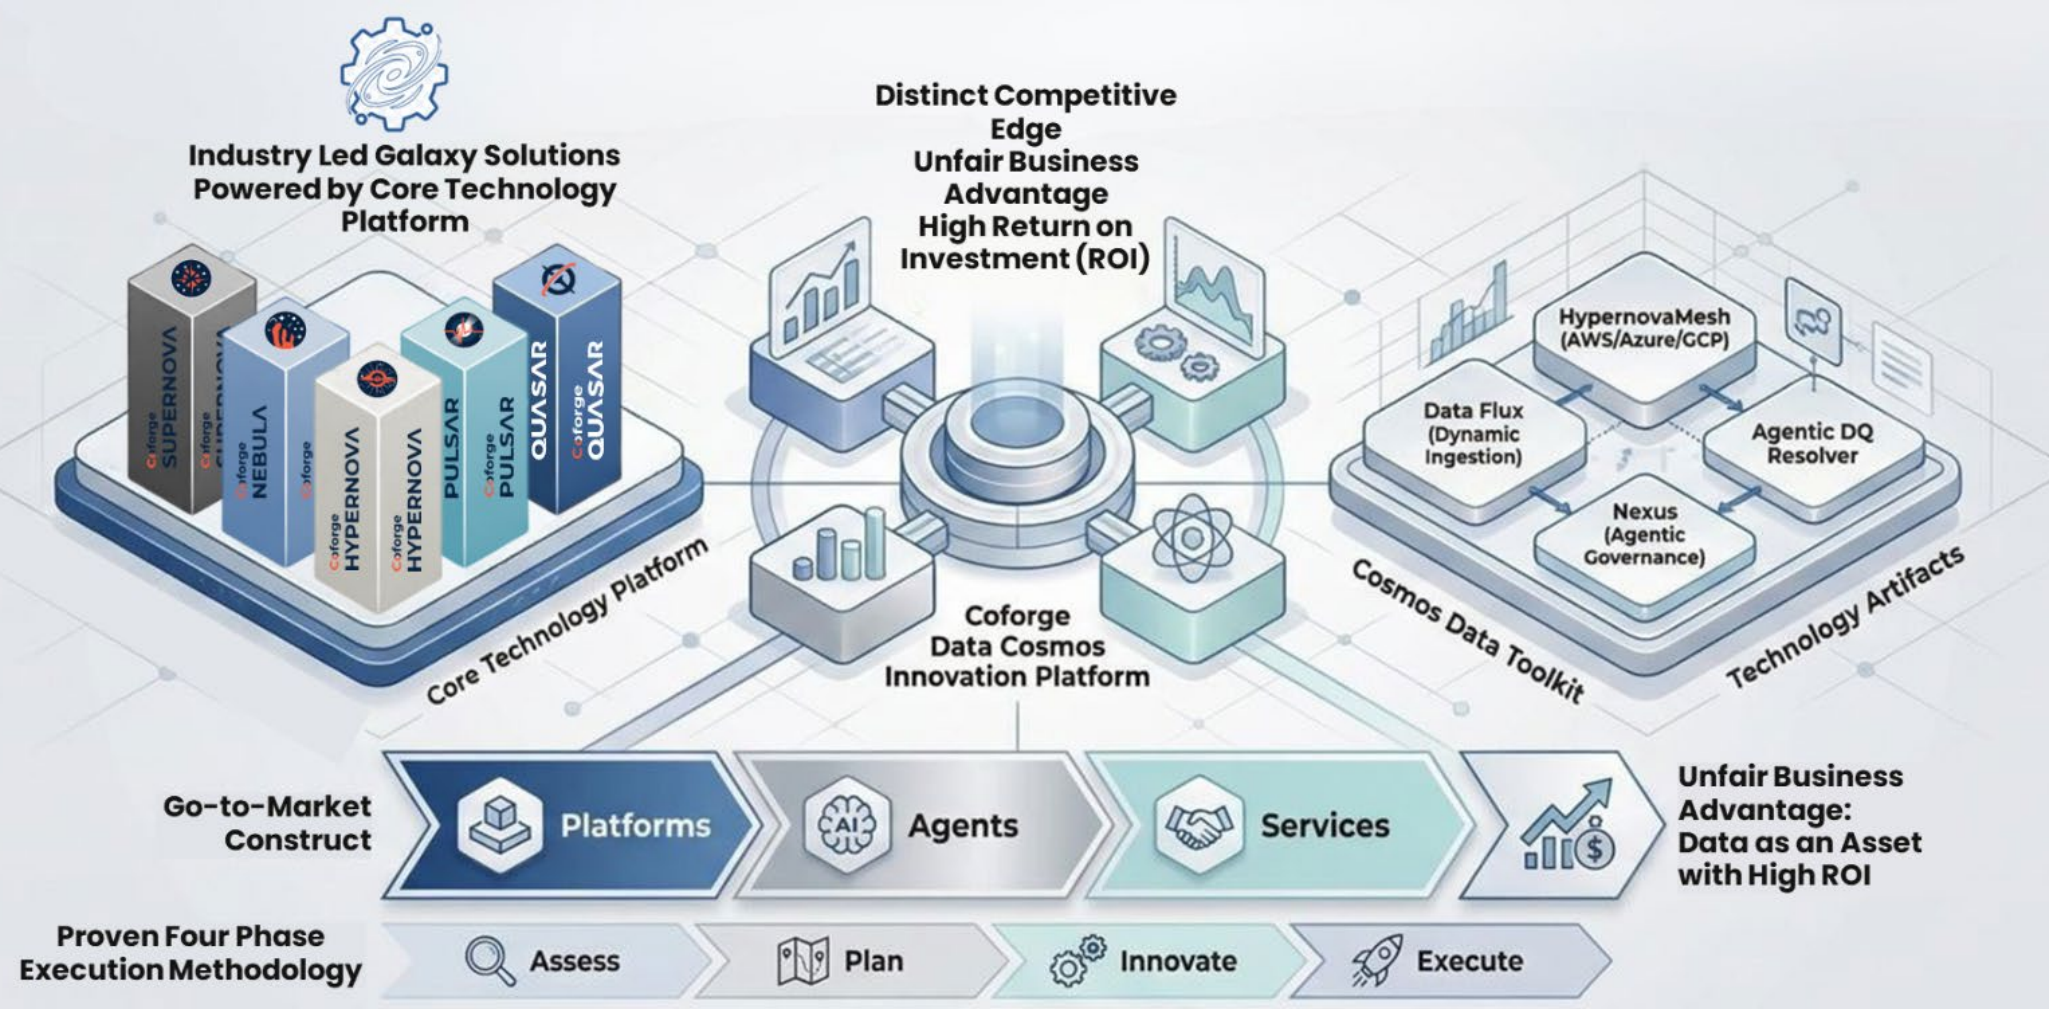 Industry Led Galaxy Solutions
Powered by Core Technology
Platform
Distinct Competitive
Edge
Unfair Business
Advantage
High Return on
Investment (ROI)
Coforge
SUPERNOVA
Coforge
SUPERNOVA
Coforge
NEBULA
Coforge
Coforge
HYPERNOVA
Coforge
HYPERNOVA
PULSAR
Coforge
PULSAR
QUASAR
Coforge
QUASAR
Core Technology Platform
Coforge
Data Cosmos
Innovation Platform
HypernovaMesh
(AWS/Azure/GCP)
Data Flux
(Dynamic
Ingestion)
Agentic DQ
Resolver
Nexus
(Agentic
Governance)
Cosmos Data Toolkit
Technology Artifacts
Go-to-Market
Construct
Platforms
AI
Agents
Services
$
Unfair Business
Advantage:
Data as an Asset
with High ROI
Proven Four Phase
Execution Methodology
Assess
Plan
Innovate
Execute